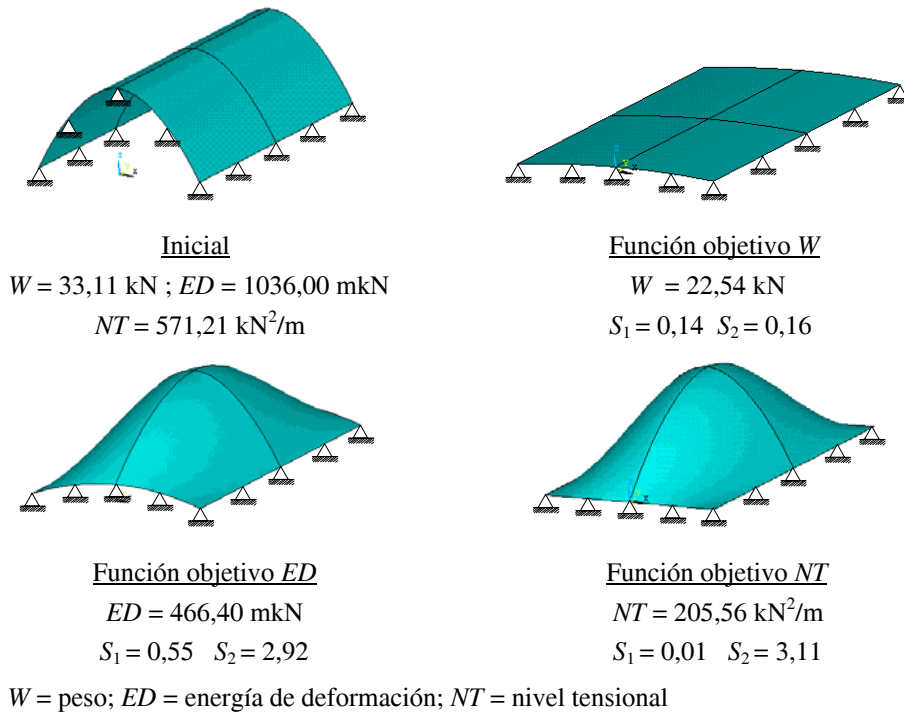 Inicial
W = 33,11 kN ; ED = 1036,00 mkN
NT = 571,21 kN²/m
Función objetivo W
W = 22,54 kN
S₁ = 0,14 S₂ = 0,16
Función objetivo ED
ED = 466,40 mkN
S₁ = 0,55 S₂ = 2,92
Función objetivo NT
NT = 205,56 kN²/m
S₁ = 0,01 S₂ = 3,11
W = peso; ED = energía de deformación; NT = nivel tensional